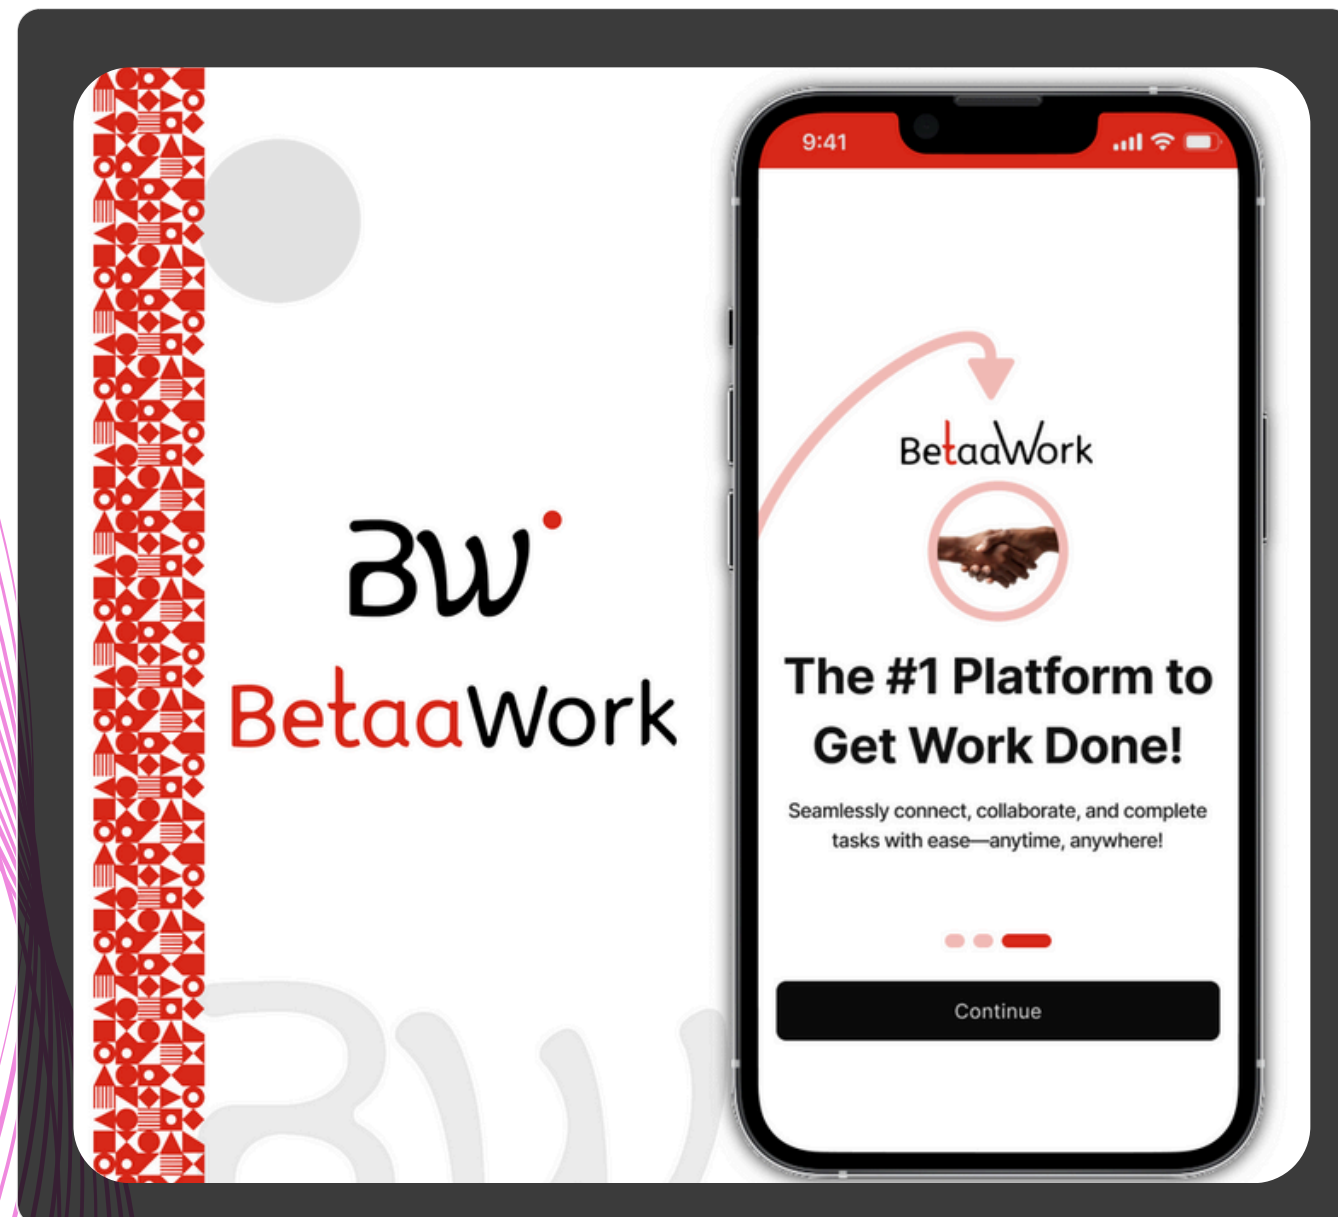 BW
BetaaWork
9:41
BetaaWork
The #1 Platform to
Get Work Done!
Seamlessly connect, collaborate, and complete
tasks with ease—anytime, anywhere!
Continue
BW